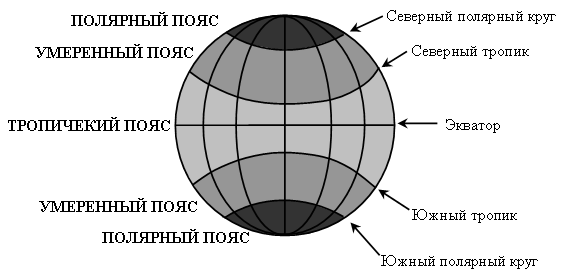 ПОЛЯРНЫЙ ПОЯС
Северный полярный круг
УМЕРЕННЫЙ ПОЯС
Северный тропик
ТРОПИЧЕКИЙ ПОЯС
Экватор
УМЕРЕННЫЙ ПОЯС
Южный тропик
ПОЛЯРНЫЙ ПОЯС
Южный полярный круг